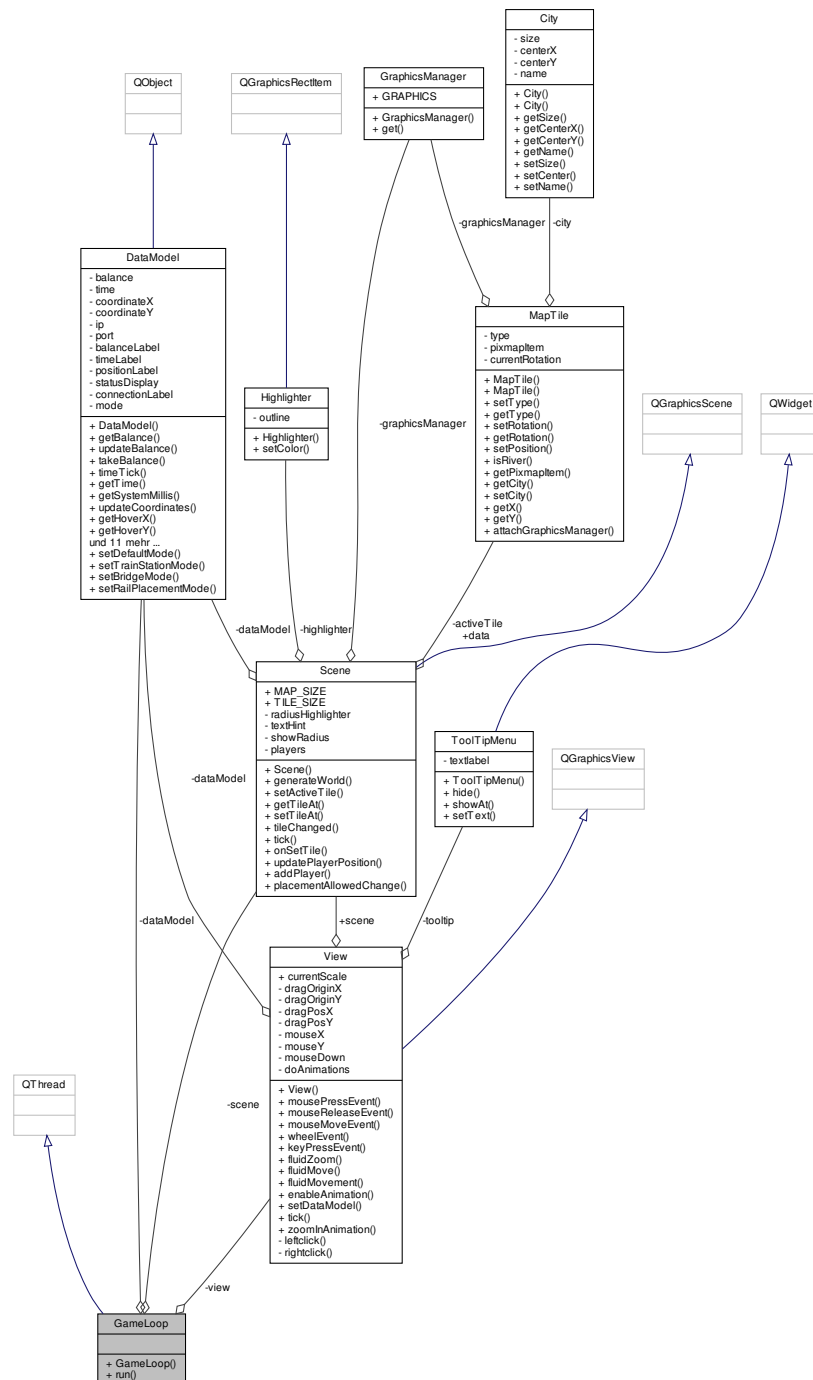 City
- size
- centerX
- centerY
- name
+ City()
+ City()
+ getSize()
+ getCenterX()
+ getCenterY()
+ getName()
+ setSize()
+ setCenter()
+ setName()
GraphicsManager
+ GRAPHICS
+ GraphicsManager()
+ get()
QObject
QGraphicsRectItem
-graphicsManager
-city
DataModel
- balance
- time
- coordinateX
- coordinateY
- ip
- port
- balanceLabel
- timeLabel
- positionLabel
- statusDisplay
- connectionLabel
- mode
+ DataModel()
+ getBalance()
+ updateBalance()
+ takeBalance()
+ timeTick()
+ getTime()
+ getSystemMillis()
+ updateCoordinates()
+ getHoverX()
+ getHoverY()
und 11 mehr ...
+ setDefaultMode()
+ setTrainStationMode()
+ setBridgeMode()
+ setRailPlacementMode()
MapTile
- type
- pixmapItem
- currentRotation
+ MapTile()
+ MapTile()
+ setType()
+ getType()
+ setRotation()
+ getRotation()
+ setPosition()
+ isRiver()
+ getPixmapItem()
+ getCity()
+ setCity()
+ getX()
+ getY()
+ attachGraphicsManager()
Highlighter
- outline
+ Highlighter()
+ setColor()
-graphicsManager
QGraphicsScene
QWidget
-dataModel
-highlighter
-activeTile
+data
Scene
+ MAP_SIZE
+ TILE_SIZE
- radiusHighlighter
- textHint
- showRadius
- players
+ Scene()
+ generateWorld()
+ setActiveTile()
+ getTileAt()
+ setTileAt()
+ tileChanged()
+ tick()
+ onSetTile()
+ updatePlayerPosition()
+ addPlayer()
+ placementAllowedChange()
ToolTipMenu
- textlabel
+ ToolTipMenu()
+ hide()
+ showAt()
+ setText()
QGraphicsView
-dataModel
-dataModel
+scene
-tooltip
View
+ currentScale
- dragOriginX
- dragOriginY
- dragPosX
- dragPosY
- mouseX
- mouseY
- mouseDown
- doAnimations
+ View()
+ mousePressEvent()
+ mouseReleaseEvent()
+ mouseMoveEvent()
+ wheelEvent()
+ keyPressEvent()
+ fluidZoom()
+ fluidMove()
+ fluidMovement()
+ enableAnimation()
+ setDataModel()
+ tick()
+ zoomInAnimation()
- leftclick()
- rightclick()
QThread
-scene
-view
GameLoop
+ GameLoop()
+ run()